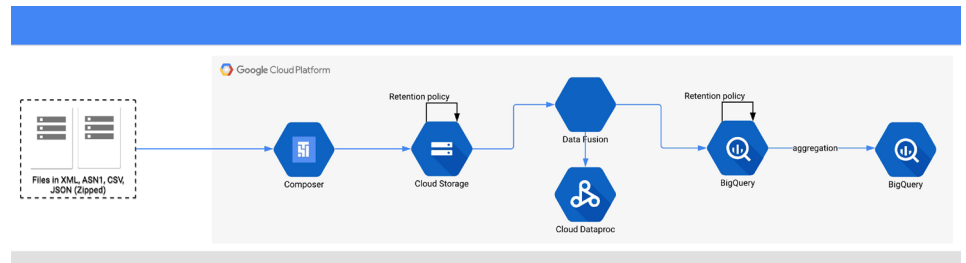 Google Cloud Platform
Retention policy
Retention policy
Data Fusion
aggregation
Files in XML, ASN1, CSV,
JSON (Zipped)
Composer
Cloud Storage
BigQuery
BigQuery
Cloud Dataproc